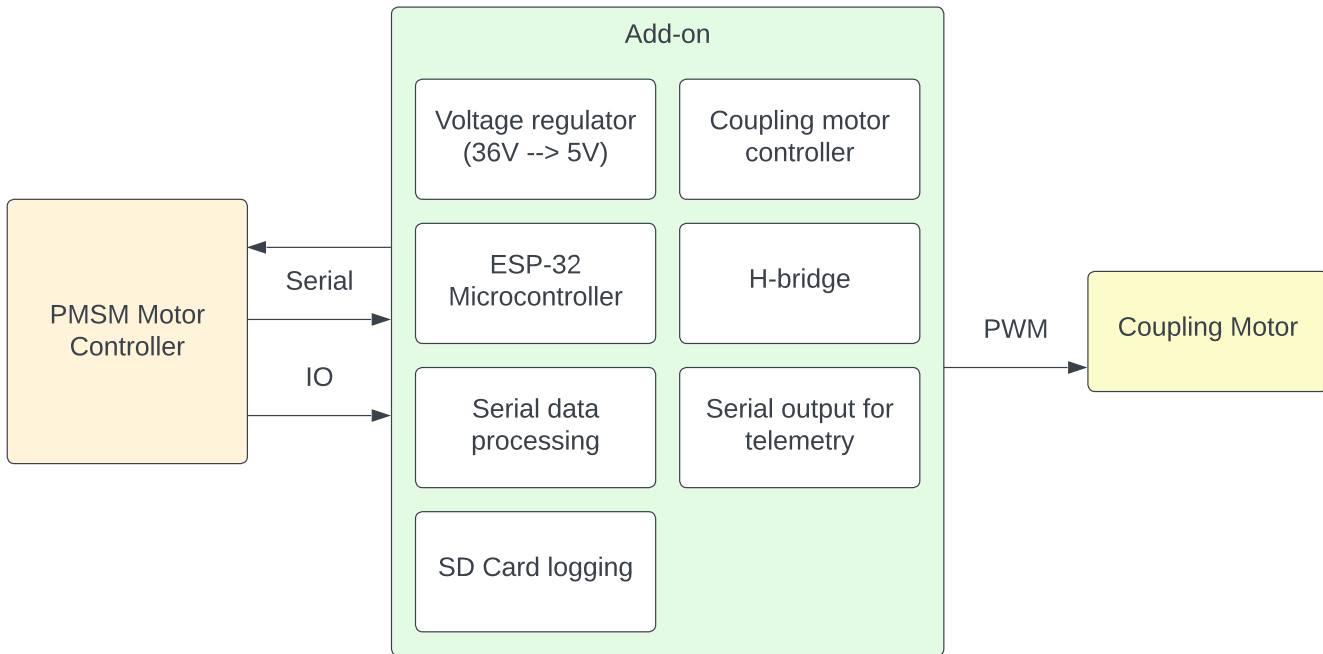 Add-on
Voltage regulator
(36V --> 5V)
Coupling motor
controller
ESP-32
Microcontroller
H-bridge
Serial data
processing
Serial output for
telemetry
SD Card logging
PMSM Motor
Controller
Serial
IO
PWM
Coupling Motor